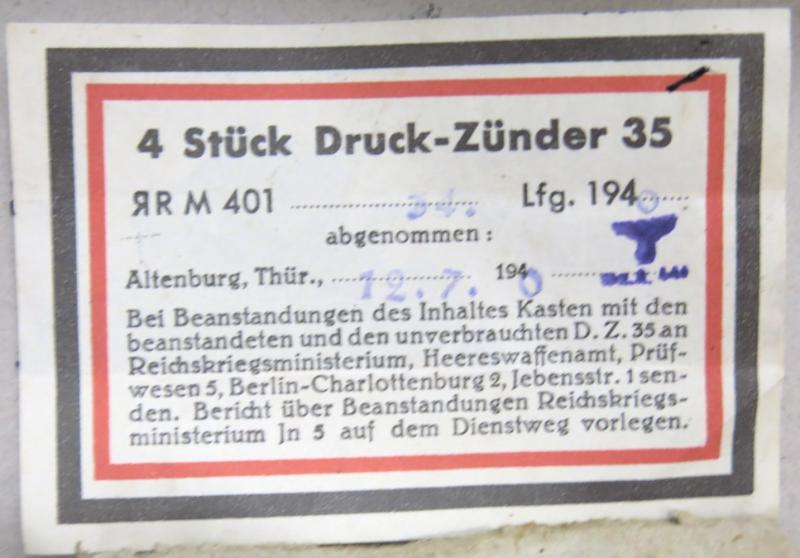 4 Stück Druck-Zünder 35
ЯR M 401 34. Lfg. 1940
abgenommen:
Altenburg, Thür., 12.7. 1940
Bei Beanstandungen des Inhaltes Kasten mit den
beanstandeten und den unverbrauchten D. Z. 35 an
Reichskriegsministerium, Heereswaffenamt, Prüf-
wesen 5, Berlin-Charlottenburg 2, Jebensstr. 1 sen-
den. Bericht über Beanstandungen Reichskriegs-
ministerium Jn 5 auf dem Dienstweg vorlegen.